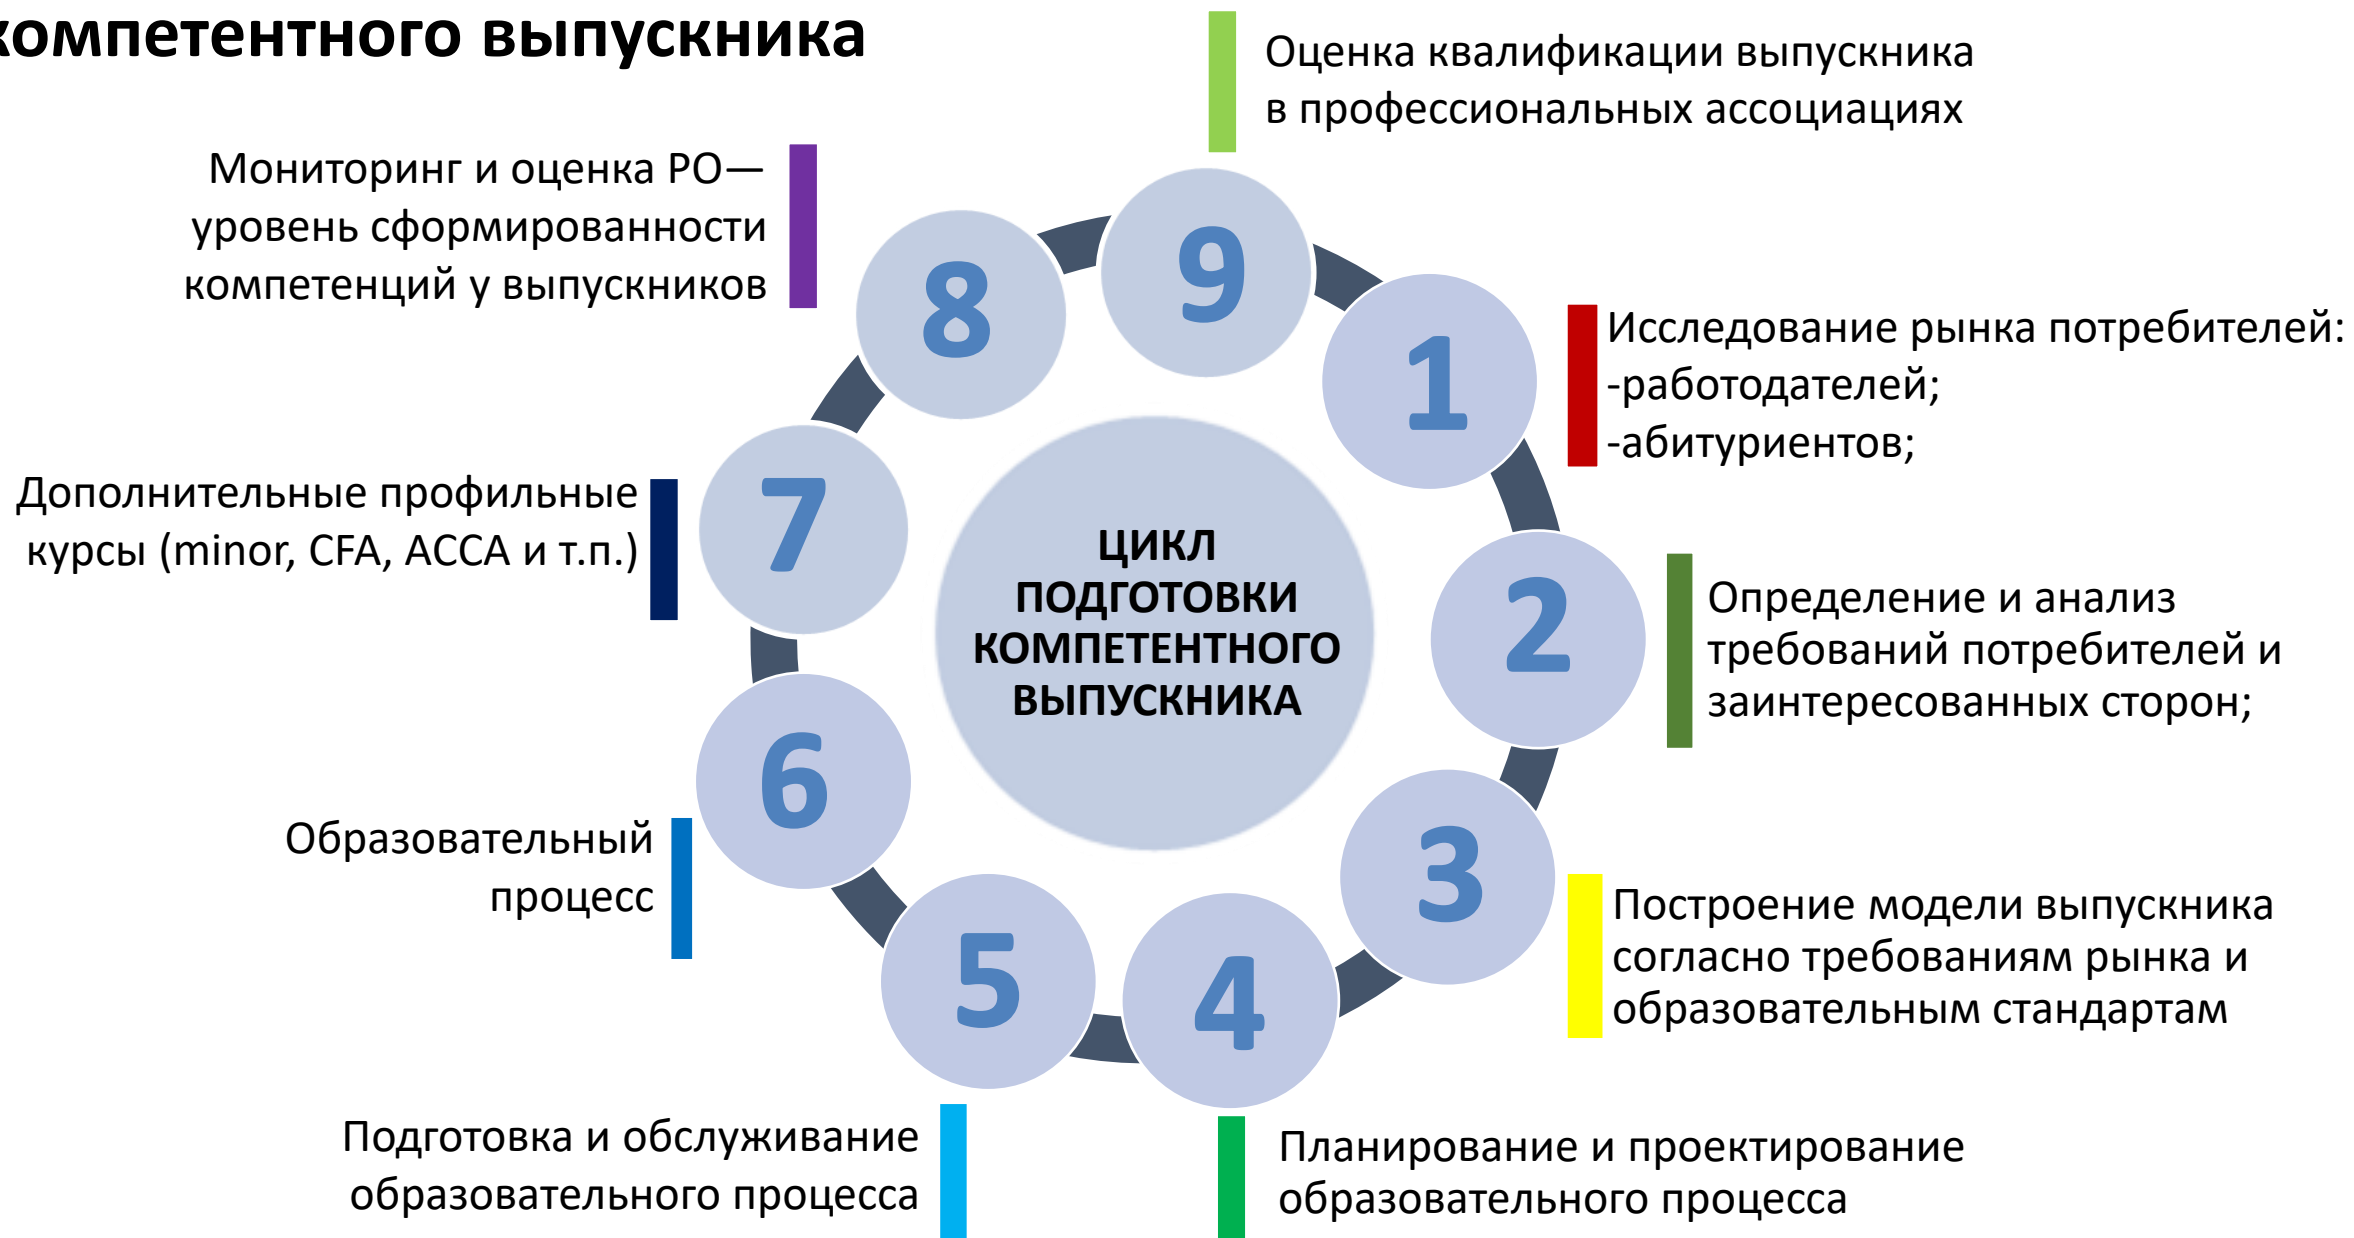 компетентного выпускника
Оценка квалификации выпускника
в профессиональных ассоциациях
9
Исследование рынка потребителей:
-работодателей;
-абитуриентов;
1
Определение и анализ
требований потребителей и
заинтересованных сторон;
2
Построение модели выпускника
согласно требованиям рынка и
образовательным стандартам
3
Планирование и проектирование
образовательного процесса
4
Подготовка и обслуживание
образовательного процесса
5
Образовательный
процесс
6
Дополнительные профильные
курсы (minor, CFA, ACCA и т.п.)
7
Мониторинг и оценка РО—
уровень сформированности
компетенций у выпускников
8
ЦИКЛ
ПОДГОТОВКИ
КОМПЕТЕНТНОГО
ВЫПУСКНИКА